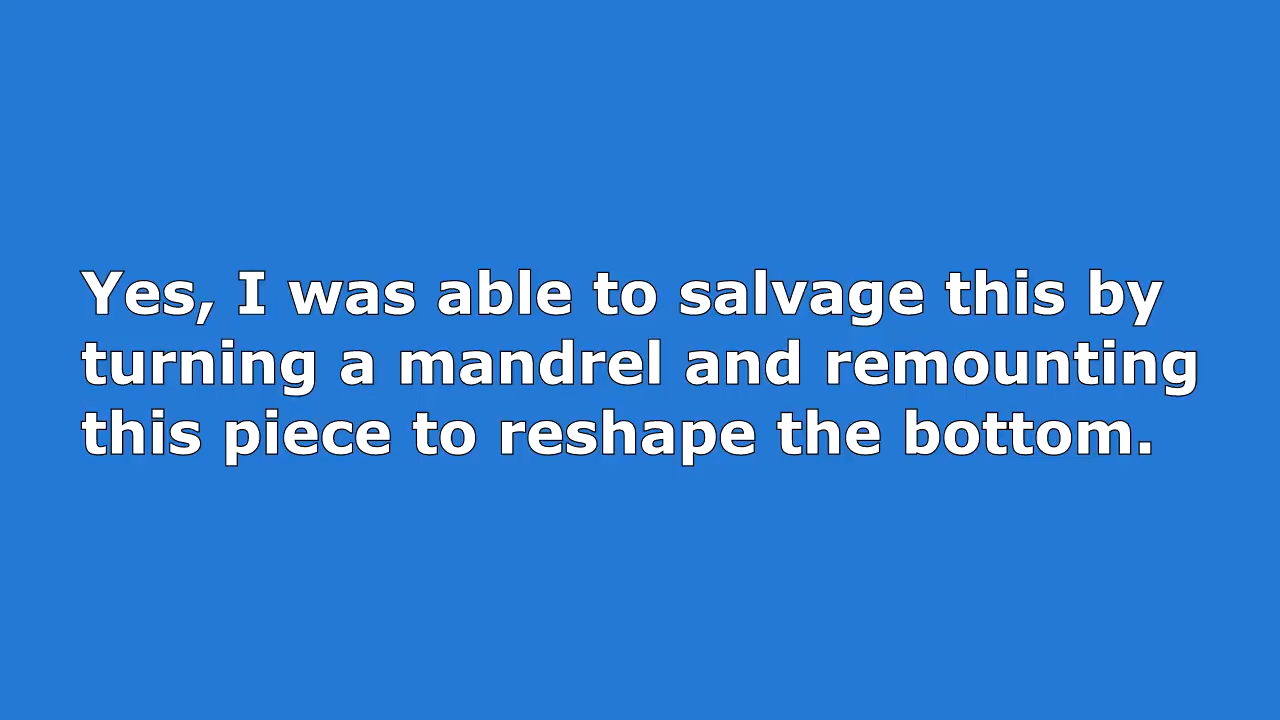 Yes, I was able to salvage this by
turning a mandrel and remounting
this piece to reshape the bottom.